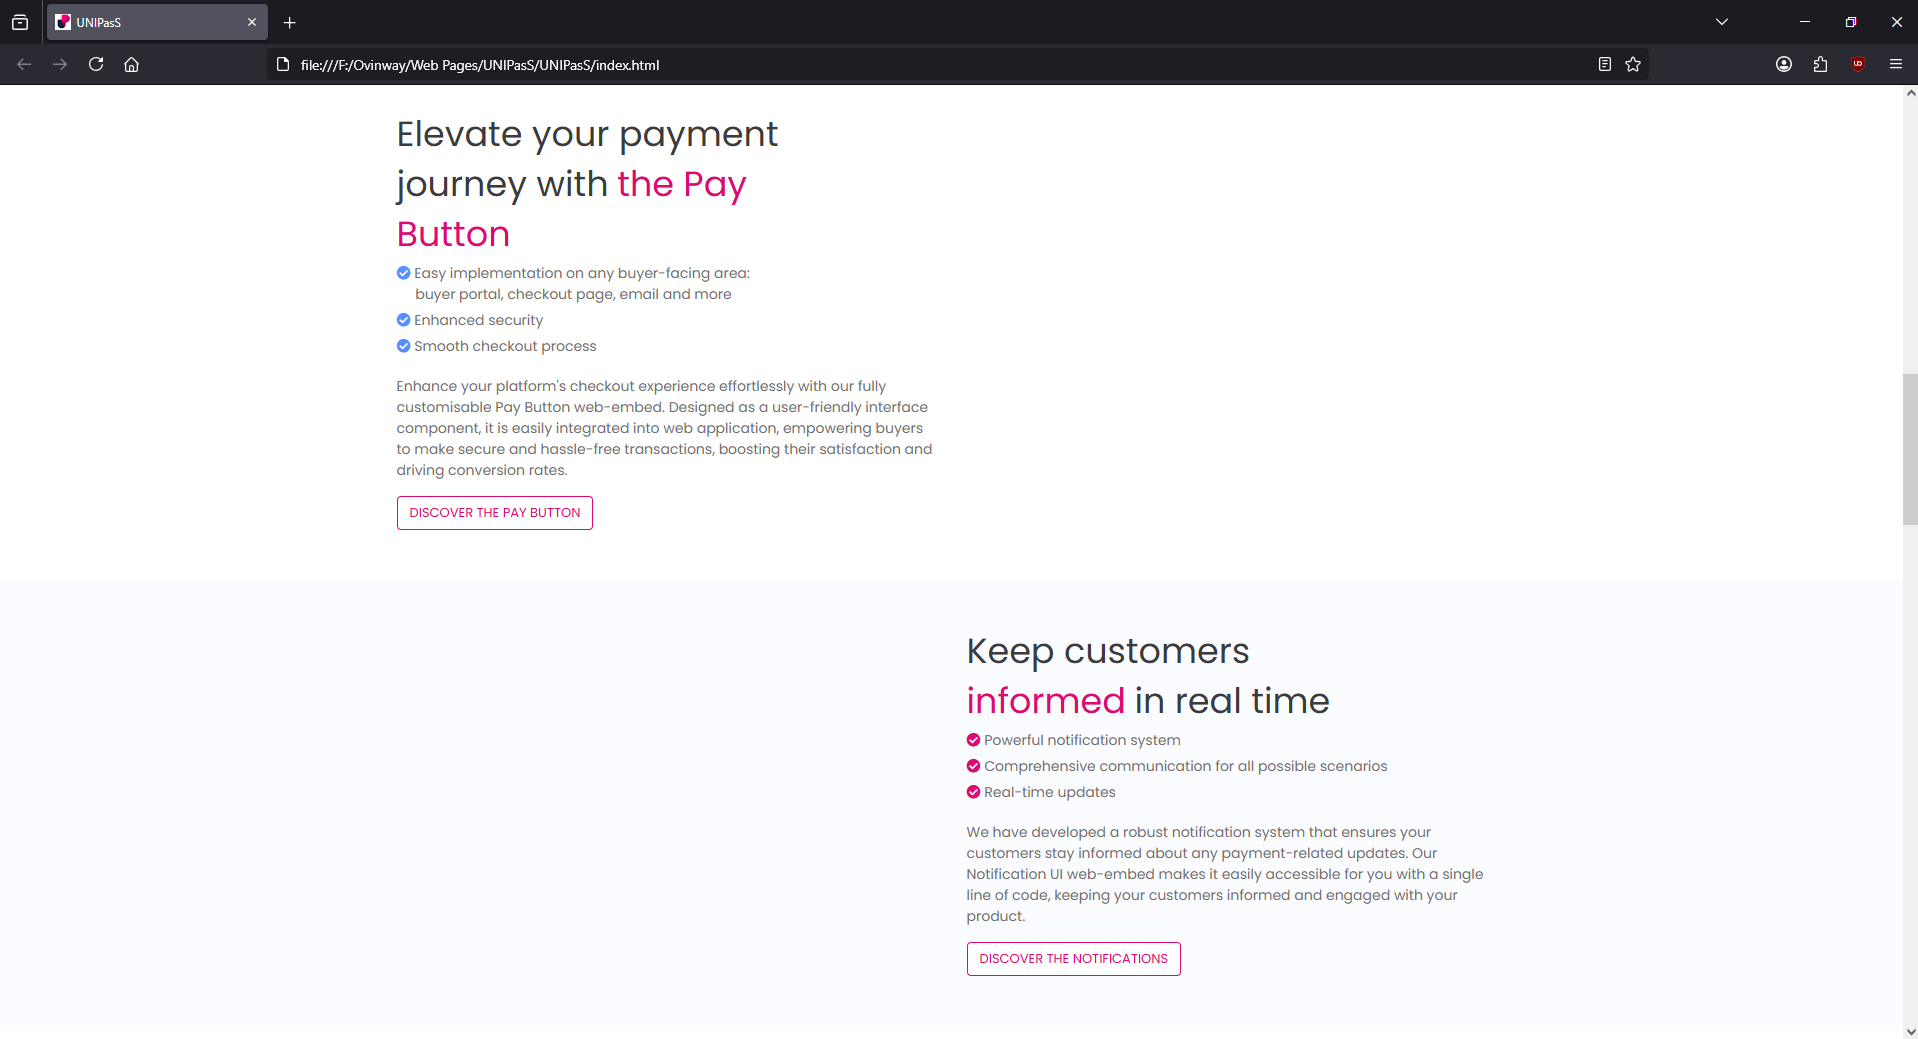 UNIPasS
file:///F:/Ovinway/Web Pages/UNIPasS/UNIPasS/index.html
Elevate your payment
journey with the Pay
Button
Easy implementation on any buyer-facing area:
buyer portal, checkout page, email and more
Enhanced security
Smooth checkout process
Enhance your platform's checkout experience effortlessly with our fully
customisable Pay Button web-embed. Designed as a user-friendly interface
component, it is easily integrated into web application, empowering buyers
to make secure and hassle-free transactions, boosting their satisfaction and
driving conversion rates.
DISCOVER THE PAY BUTTON
Keep customers
informed in real time
Powerful notification system
Comprehensive communication for all possible scenarios
Real-time updates
We have developed a robust notification system that ensures your
customers stay informed about any payment-related updates. Our
Notification UI web-embed makes it easily accessible for you with a single
line of code, keeping your customers informed and engaged with your
product.
DISCOVER THE NOTIFICATIONS